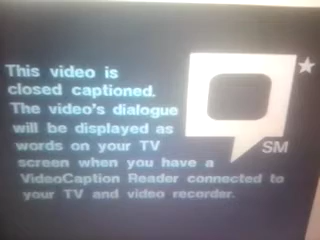 This video is
closed captioned.
The video's dialogue
will be displayed as
words on your TV
screen when you have a
VideoCaption Reader connected to
your TV and video recorder.
SM